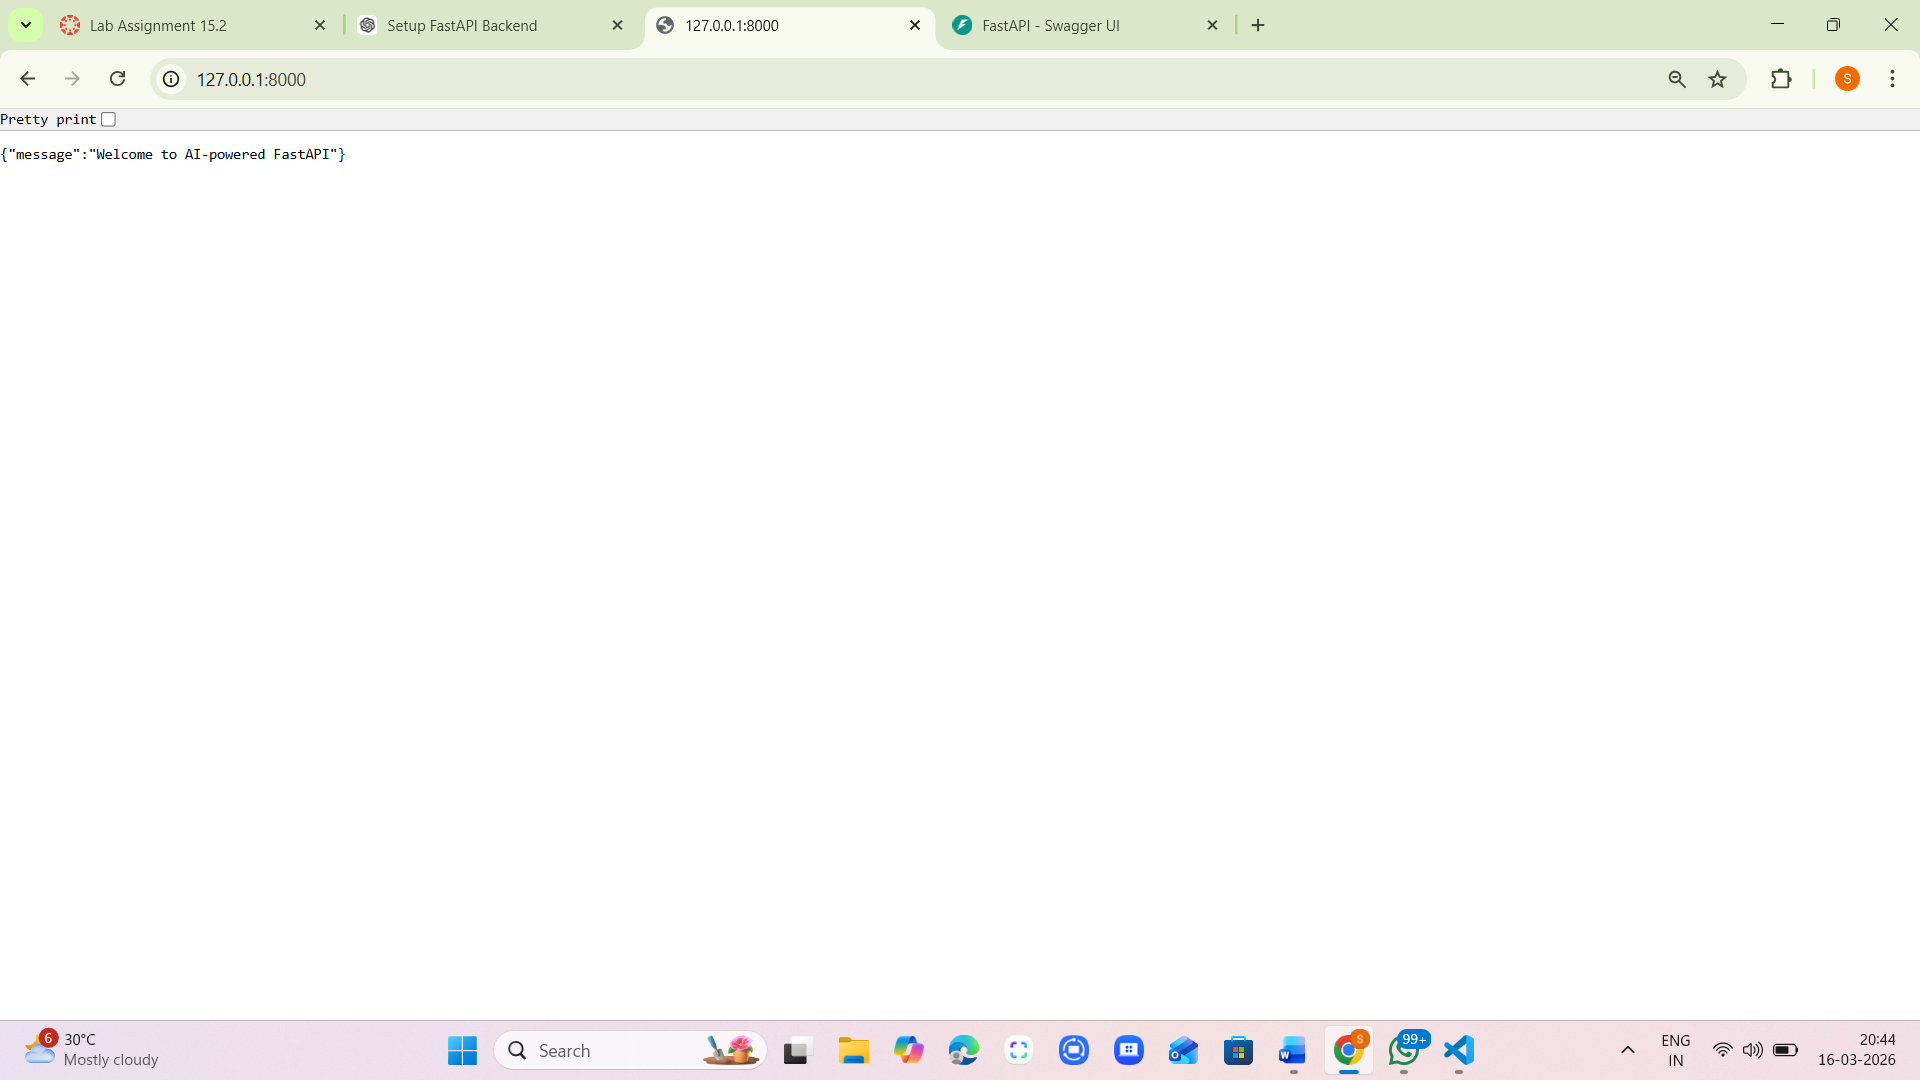 Lab Assignment 15.2
Setup FastAPI Backend
127.0.0.1:8000
FastAPI - Swagger UI
127.0.0.1:8000
S
Pretty print
{"message":"Welcome to AI-powered FastAPI"}
6
30°C
Mostly cloudy
Search
S
99+
ENG
IN
20:44
16-03-2026